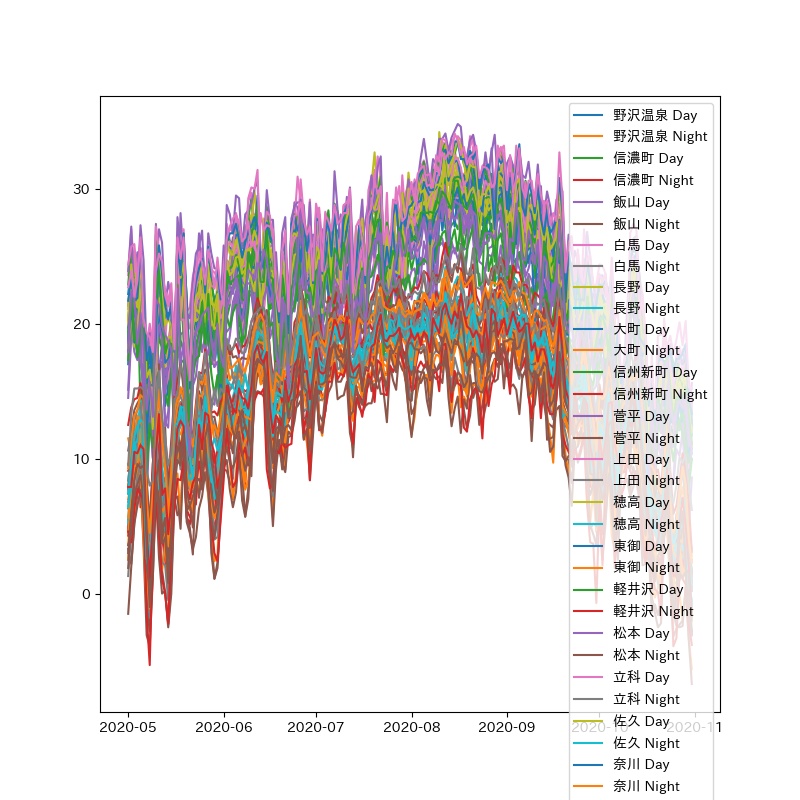 30
20
10
0
2020-05 2020-06 2020-07 2020-08 2020-09 2020-10 2020-11
野沢温泉 Day
野沢温泉 Night
信濃町 Day
信濃町 Night
飯山 Day
飯山 Night
白馬 Day
白馬 Night
長野 Day
長野 Night
大町 Day
大町 Night
信州新町 Day
信州新町 Night
菅平 Day
菅平 Night
上田 Day
上田 Night
穂高 Day
穂高 Night
東御 Day
東御 Night
軽井沢 Day
軽井沢 Night
松本 Day
松本 Night
立科 Day
立科 Night
佐久 Day
佐久 Night
奈川 Day
奈川 Night